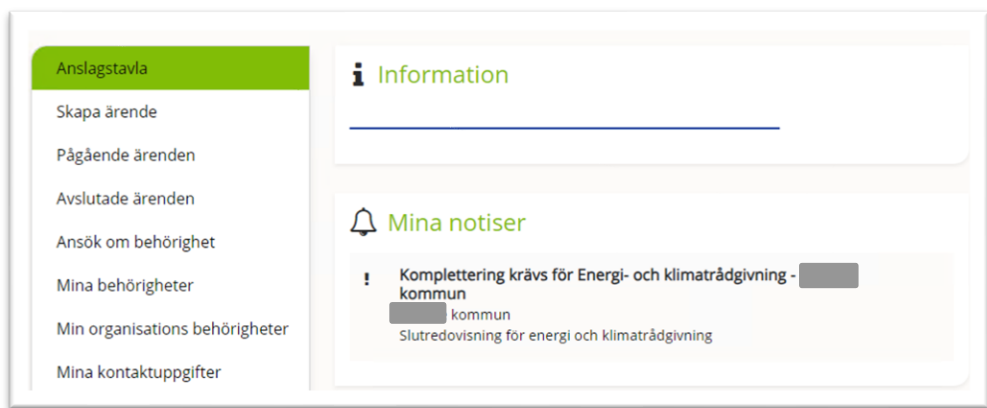 Anslagstavla
Skapa ärende
Pågående ärenden
Avslutade ärenden
Ansök om behörighet
Mina behörigheter
Min organisations behörigheter
Mina kontaktuppgifter
Information
Mina notiser
! Komplettering krävs för Energi- och klimatrådgivning -
kommun
kommun
Slutredovisning för energi och klimatrådgivning